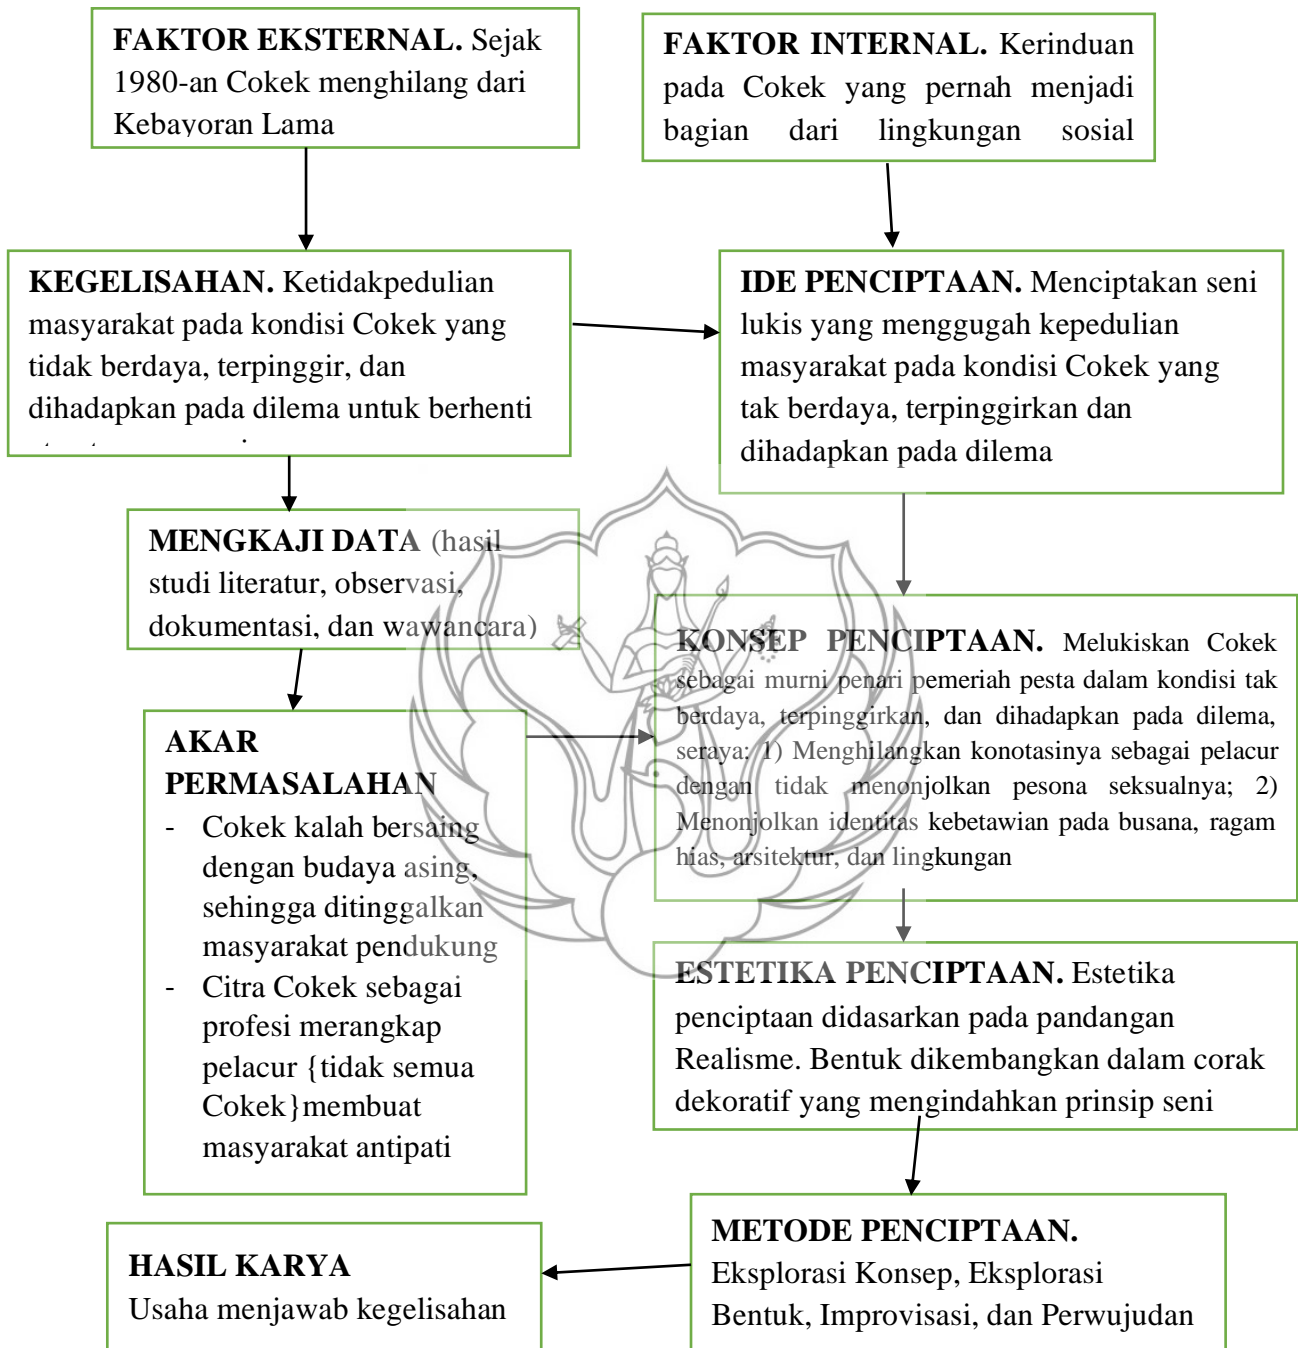 FAKTOR EKSTERNAL. Sejak
1980-an Cokek menghilang dari
Kebayoran Lama
FAKTOR INTERNAL. Kerinduan
pada Cokek yang pernah menjadi
bagian dari lingkungan sosial
KEGELISAHAN. Ketidakpedulian
masyarakat pada kondisi Cokek yang
tidak berdaya, terpinggir, dan
dihadapkan pada dilema untuk berhenti
IDE PENCIPTAAN. Menciptakan seni
lukis yang menggugah kepedulian
masyarakat pada kondisi Cokek yang
tak berdaya, terpinggirkan dan
dihadapkan pada dilema
MENGKAJI DATA (hasil
studi literatur, observasi,
dokumentasi, dan wawancara)
AKAR
PERMASALAHAN
- Cokek kalah bersaing
dengan budaya asing,
sehingga ditinggalkan
masyarakat pendukung
- Citra Cokek sebagai
profesi merangkap
pelacur {tidak semua
Cokek}membuat
masyarakat antipati
KONSEP PENCIPTAAN. Melukiskan Cokek
sebagai murni penari pemeriah pesta dalam kondisi tak
berdaya, terpinggirkan, dan dihadapkan pada dilema,
seraya: 1) Menghilangkan konotasinya sebagai pelacur
dengan tidak menonjolkan pesona seksualnya; 2)
Menonjolkan identitas kebetawian pada busana, ragam
hias, arsitektur, dan lingkungan
ESTETIKA PENCIPTAAN. Estetika
penciptaan didasarkan pada pandangan
Realisme. Bentuk dikembangkan dalam corak
dekoratif yang mengindahkan prinsip seni
METODE PENCIPTAAN.
Eksplorasi Konsep, Eksplorasi
Bentuk, Improvisasi, dan Perwujudan
HASIL KARYA
Usaha menjawab kegelisahan